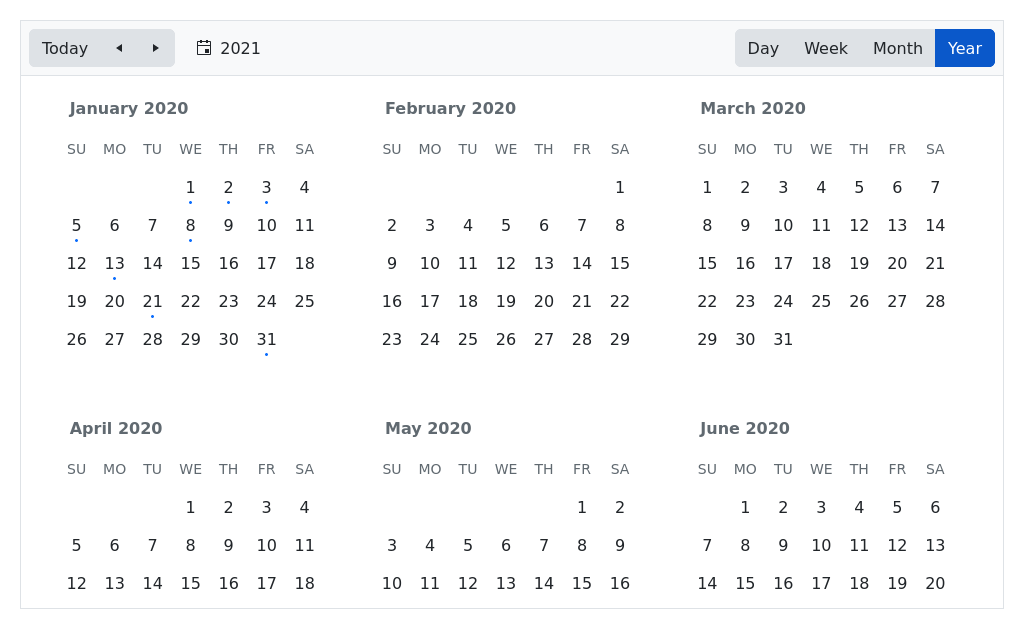 Today 2021 Day Week Month Year
January 2020 February 2020 March 2020
SU MO TU WE TH FR SA SU MO TU WE TH FR SA SU MO TU WE TH FR SA
1 2 3 4 1 1 2 3 4 5 6 7
5 6 7 8 9 10 11 2 3 4 5 6 7 8 8 9 10 11 12 13 14
12 13 14 15 16 17 18 9 10 11 12 13 14 15 15 16 17 18 19 20 21
19 20 21 22 23 24 25 16 17 18 19 20 21 22 22 23 24 25 26 27 28
26 27 28 29 30 31 23 24 25 26 27 28 29 29 30 31
April 2020 May 2020 June 2020
SU MO TU WE TH FR SA SU MO TU WE TH FR SA SU MO TU WE TH FR SA
1 2 3 4 1 2 1 2 3 4 5 6
5 6 7 8 9 10 11 3 4 5 6 7 8 9 7 8 9 10 11 12 13
12 13 14 15 16 17 18 10 11 12 13 14 15 16 14 15 16 17 18 19 20